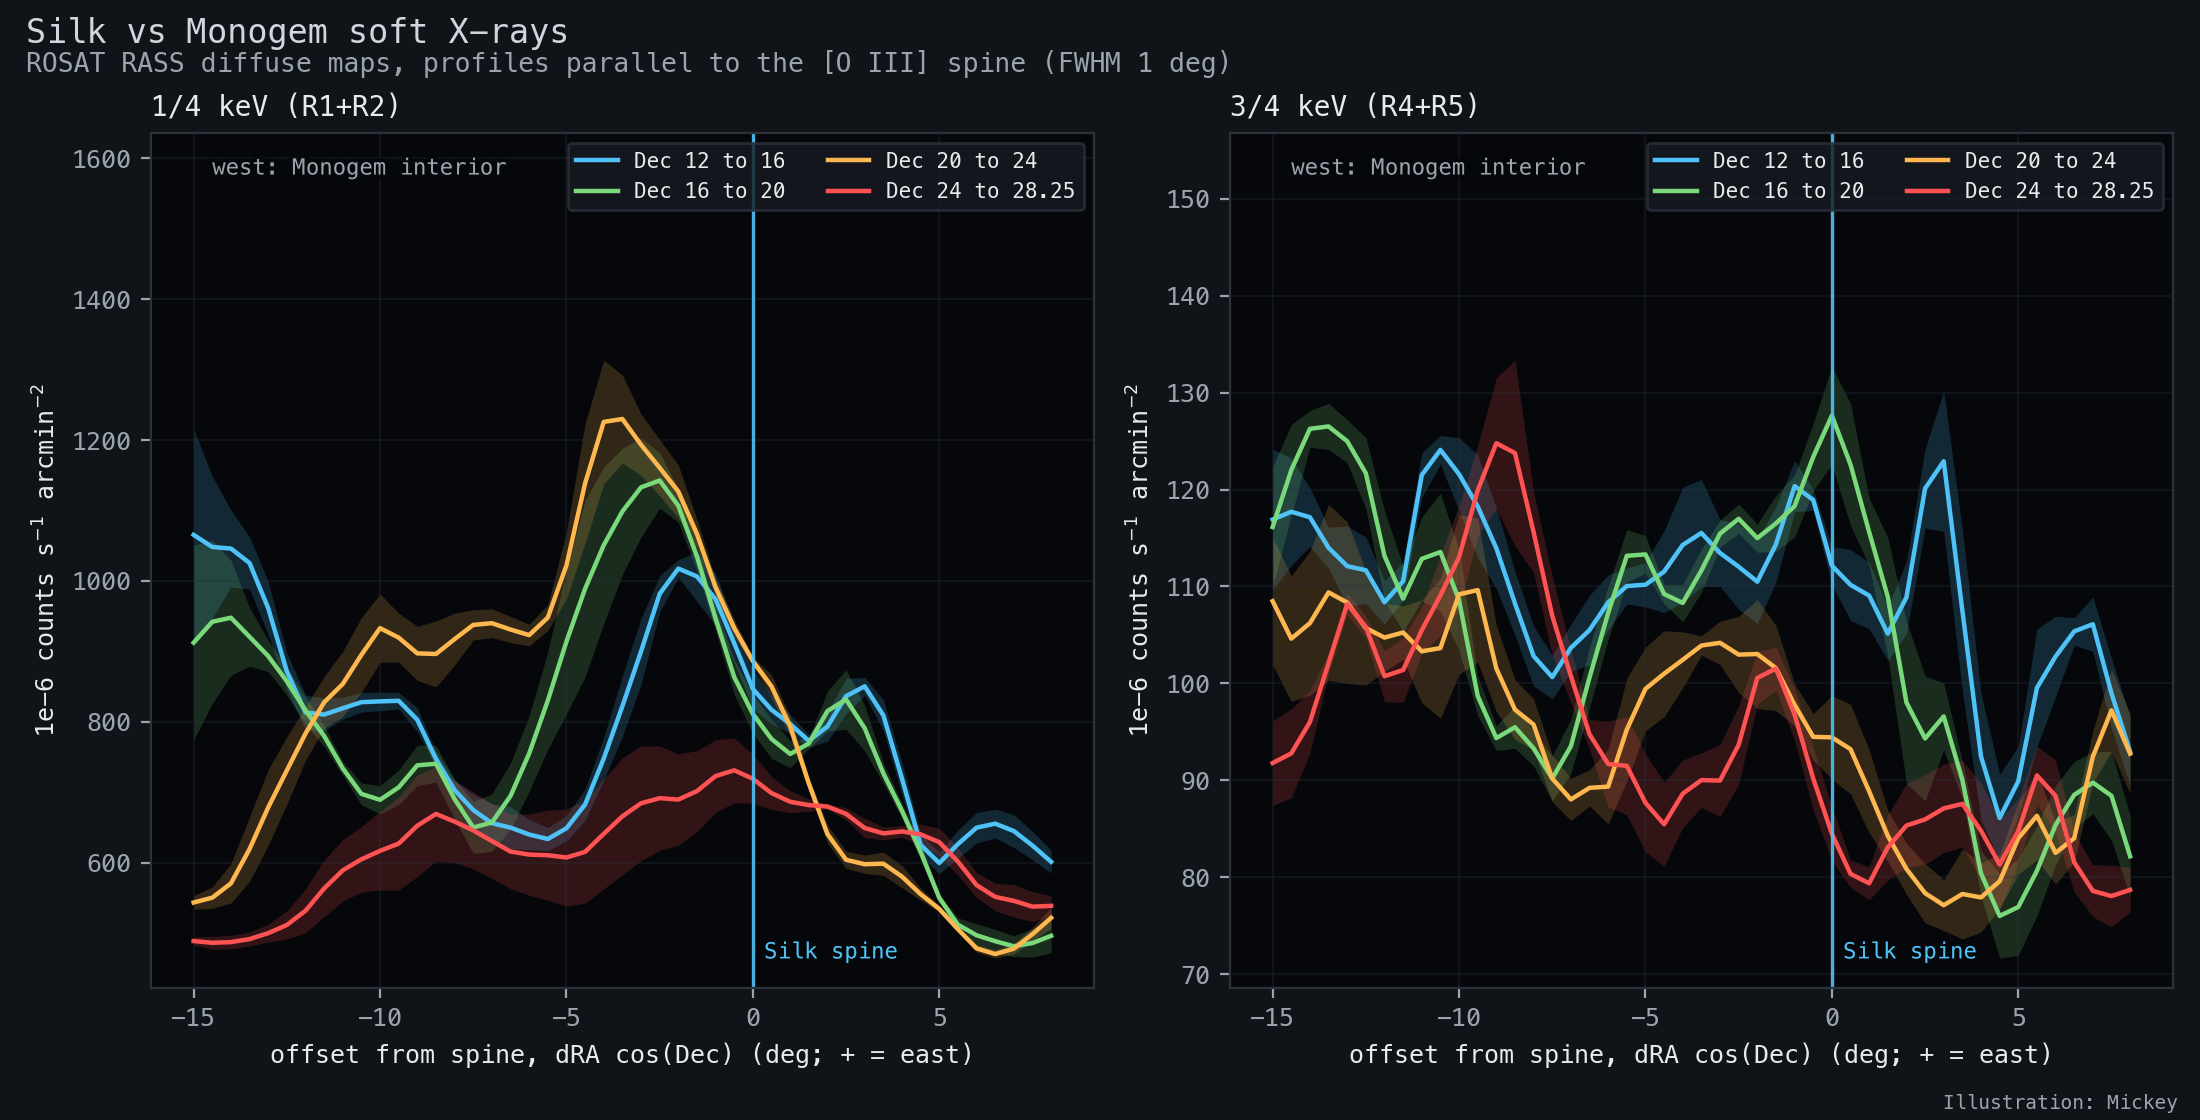 Silk vs Monogem soft X−rays
ROSAT RASS diffuse maps, profiles parallel to the [O III] spine (FWHM 1 deg)
1/4 keV (R1+R2)
west: Monogem interior
Dec 12 to 16
Dec 16 to 20
Dec 20 to 24
Dec 24 to 28.25
1600
1400
1200
1000
800
600
1e−6 counts s⁻¹ arcmin⁻²
Silk spine
−15
−10
−5
0
5
offset from spine, dRA cos(Dec) (deg; + = east)
3/4 keV (R4+R5)
west: Monogem interior
Dec 12 to 16
Dec 16 to 20
Dec 20 to 24
Dec 24 to 28.25
150
140
130
120
110
100
90
80
70
1e−6 counts s⁻¹ arcmin⁻²
Silk spine
−15
−10
−5
0
5
offset from spine, dRA cos(Dec) (deg; + = east)
Illustration: Mickey